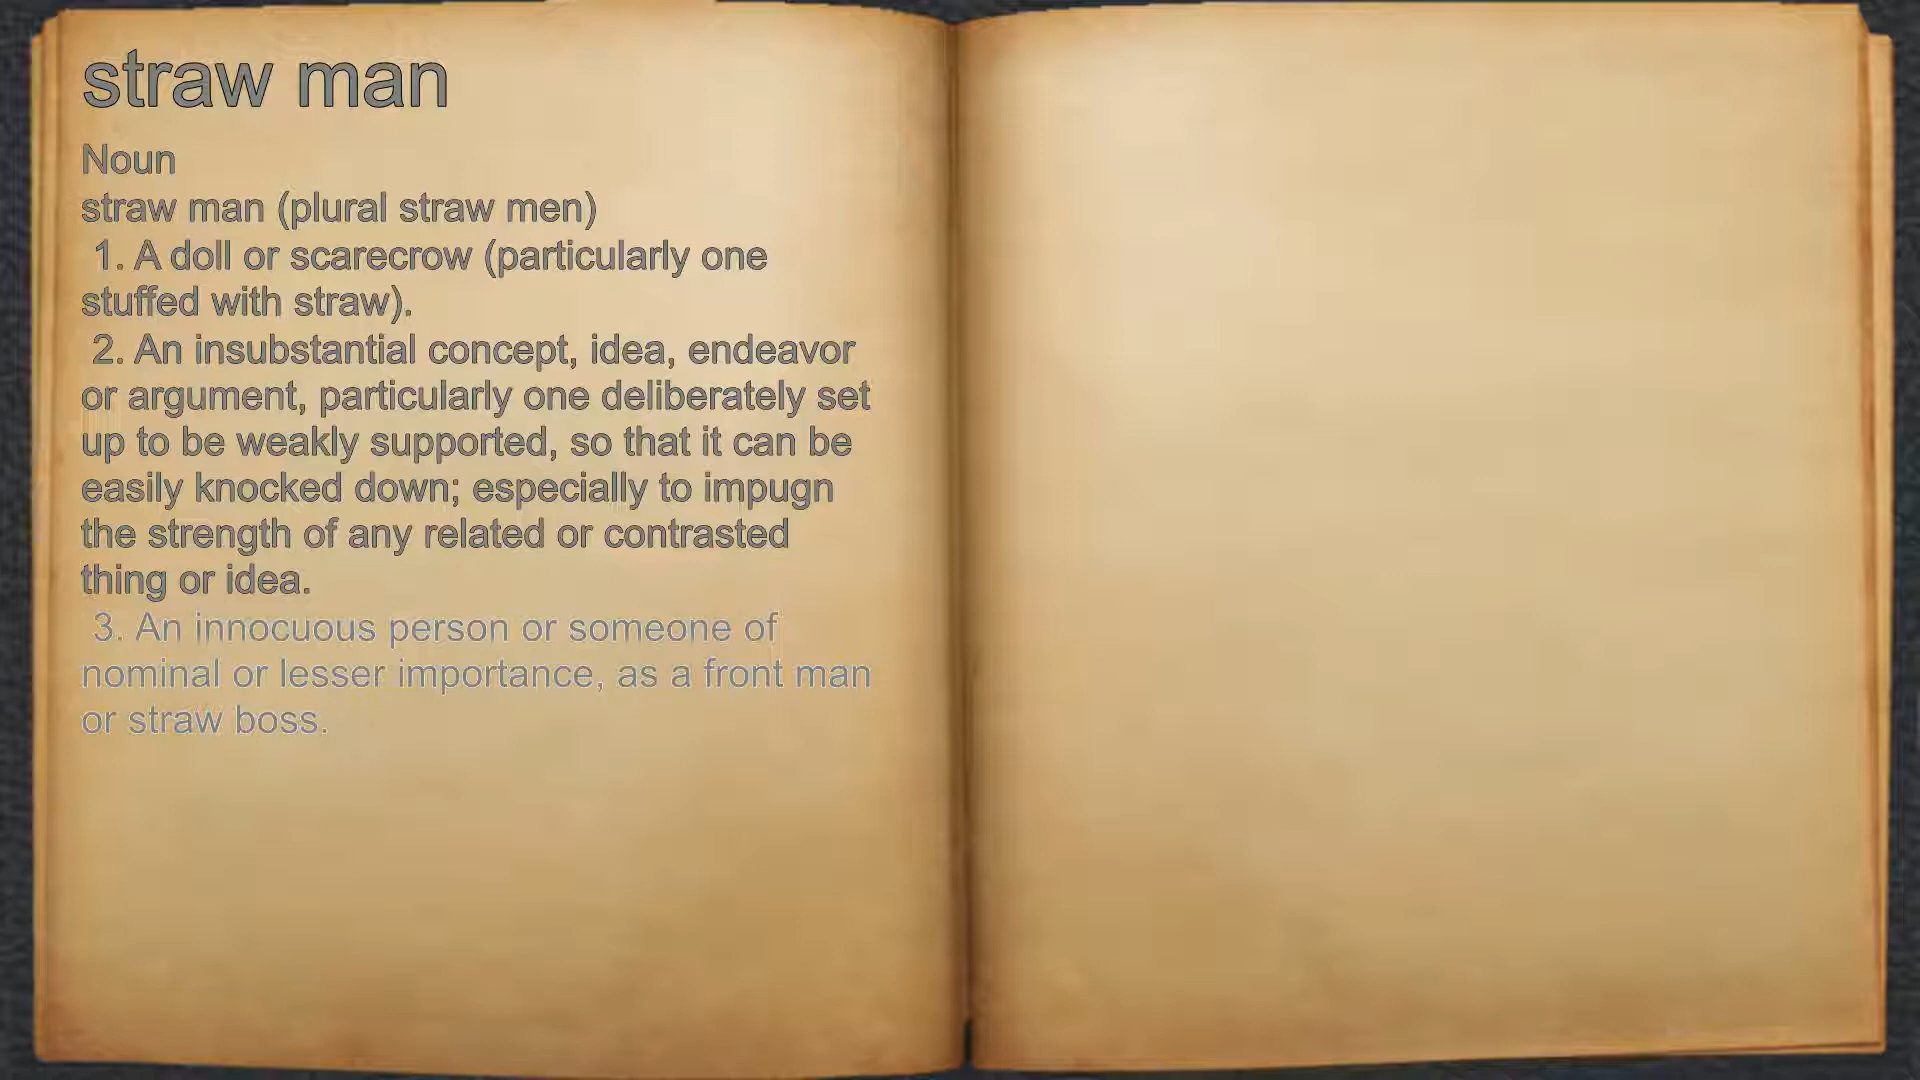 straw man
Noun
straw man (plural straw men)
1. A doll or scarecrow (particularly one
stuffed with straw).
2. An insubstantial concept, idea, endeavor
or argument, particularly one deliberately set
up to be weakly supported, so that it can be
easily knocked down; especially to impugn
the strength of any related or contrasted
thing or idea.
3. An innocuous person or someone of
nominal or lesser importance, as a front man
or straw boss.